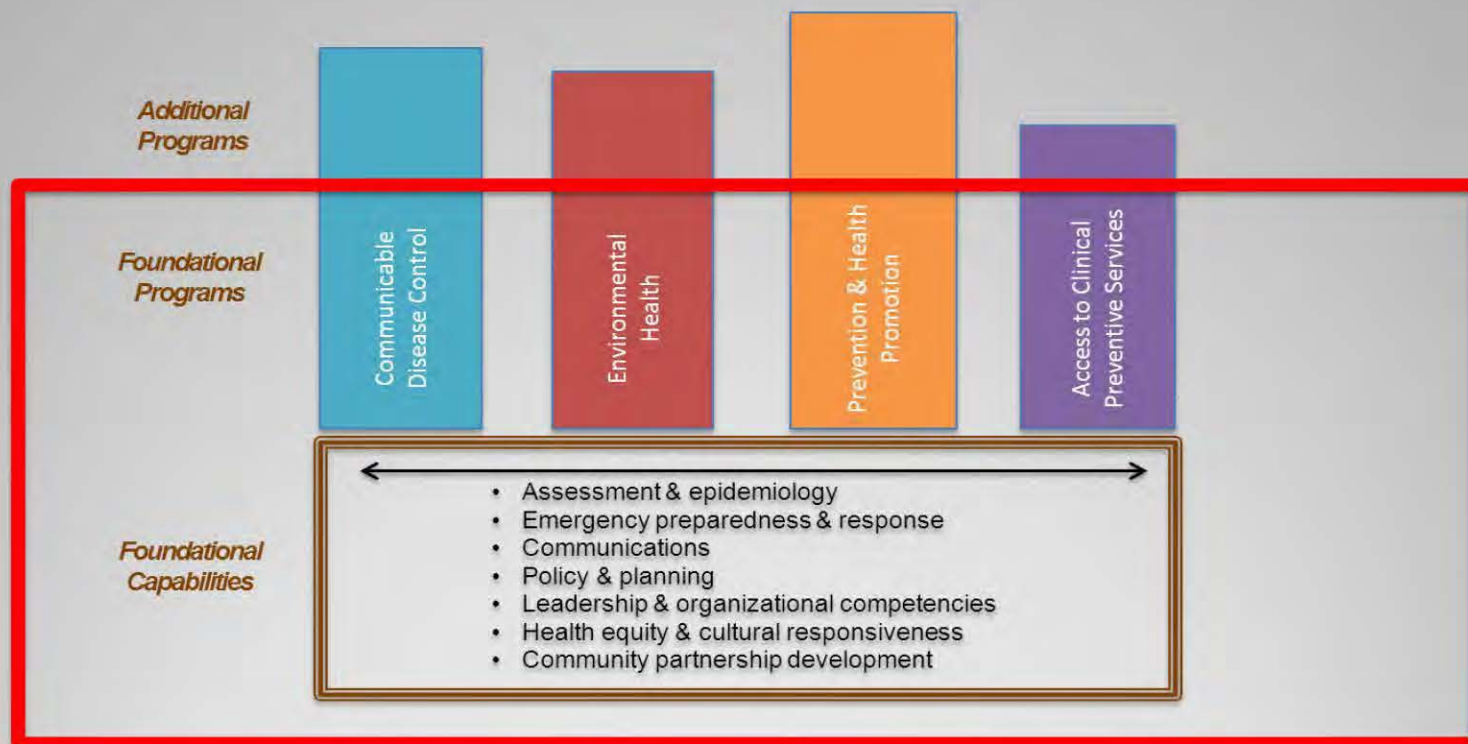 Additional
Programs
Foundational
Programs
Communicable
Disease Control
Environmental
Health
Prevention & Health
Promotion
Access to Clinical
Preventive Services
Foundational
Capabilities
• Assessment & epidemiology
• Emergency preparedness & response
• Communications
• Policy & planning
• Leadership & organizational competencies
• Health equity & cultural responsiveness
• Community partnership development